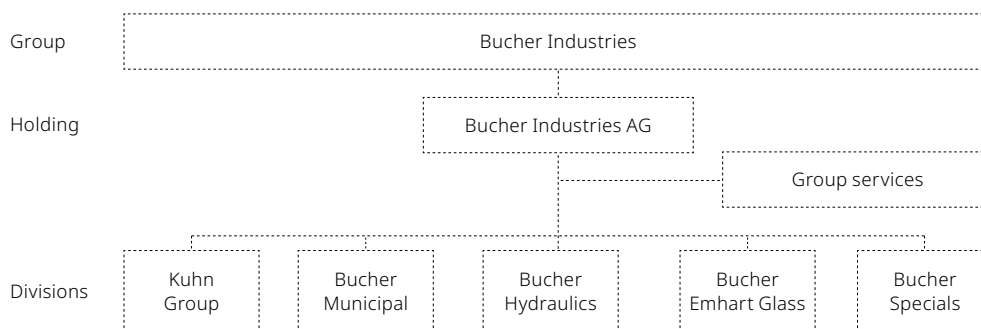 Group
Bucher Industries
Holding
Bucher Industries AG
Group services
Divisions
Kuhn
Group
Bucher
Municipal
Bucher
Hydraulics
Bucher
Emhart Glass
Bucher
Specials